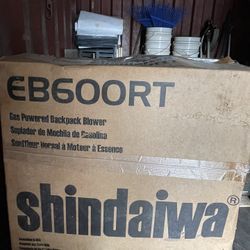 EB600RT
Gas Powered Backpack Blower
Soplador de Mochila de Gasolina
Souffleur Dorsal à Moteur à Essence
shindaiwa®